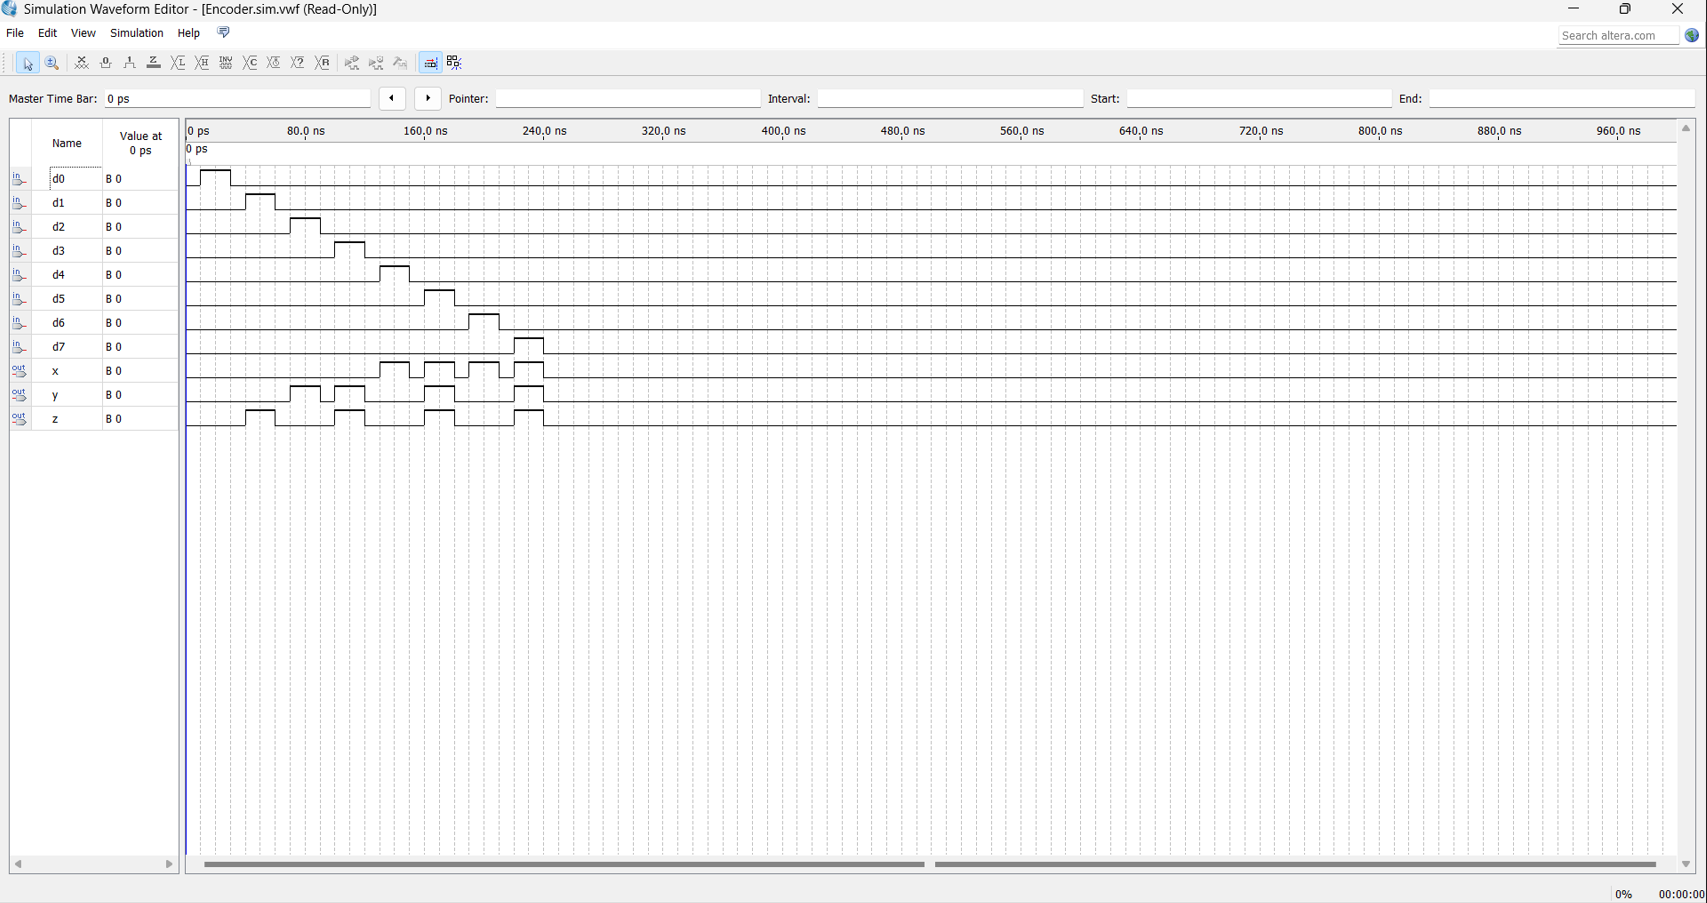 Simulation Waveform Editor - [Encoder.sim.vwf (Read-Only)]
File Edit View Simulation Help
Search altera.com
Master Time Bar: 0 ps Pointer: Interval: Start: End:
Name Value at 0 ps
0 ps 80.0 ns 160.0 ns 240.0 ns 320.0 ns 400.0 ns 480.0 ns 560.0 ns 640.0 ns 720.0 ns 800.0 ns 880.0 ns 960.0 ns
0 ps
in d0 B 0
in d1 B 0
in d2 B 0
in d3 B 0
in d4 B 0
in d5 B 0
in d6 B 0
in d7 B 0
out x B 0
out y B 0
out z B 0
0% 00:00:00